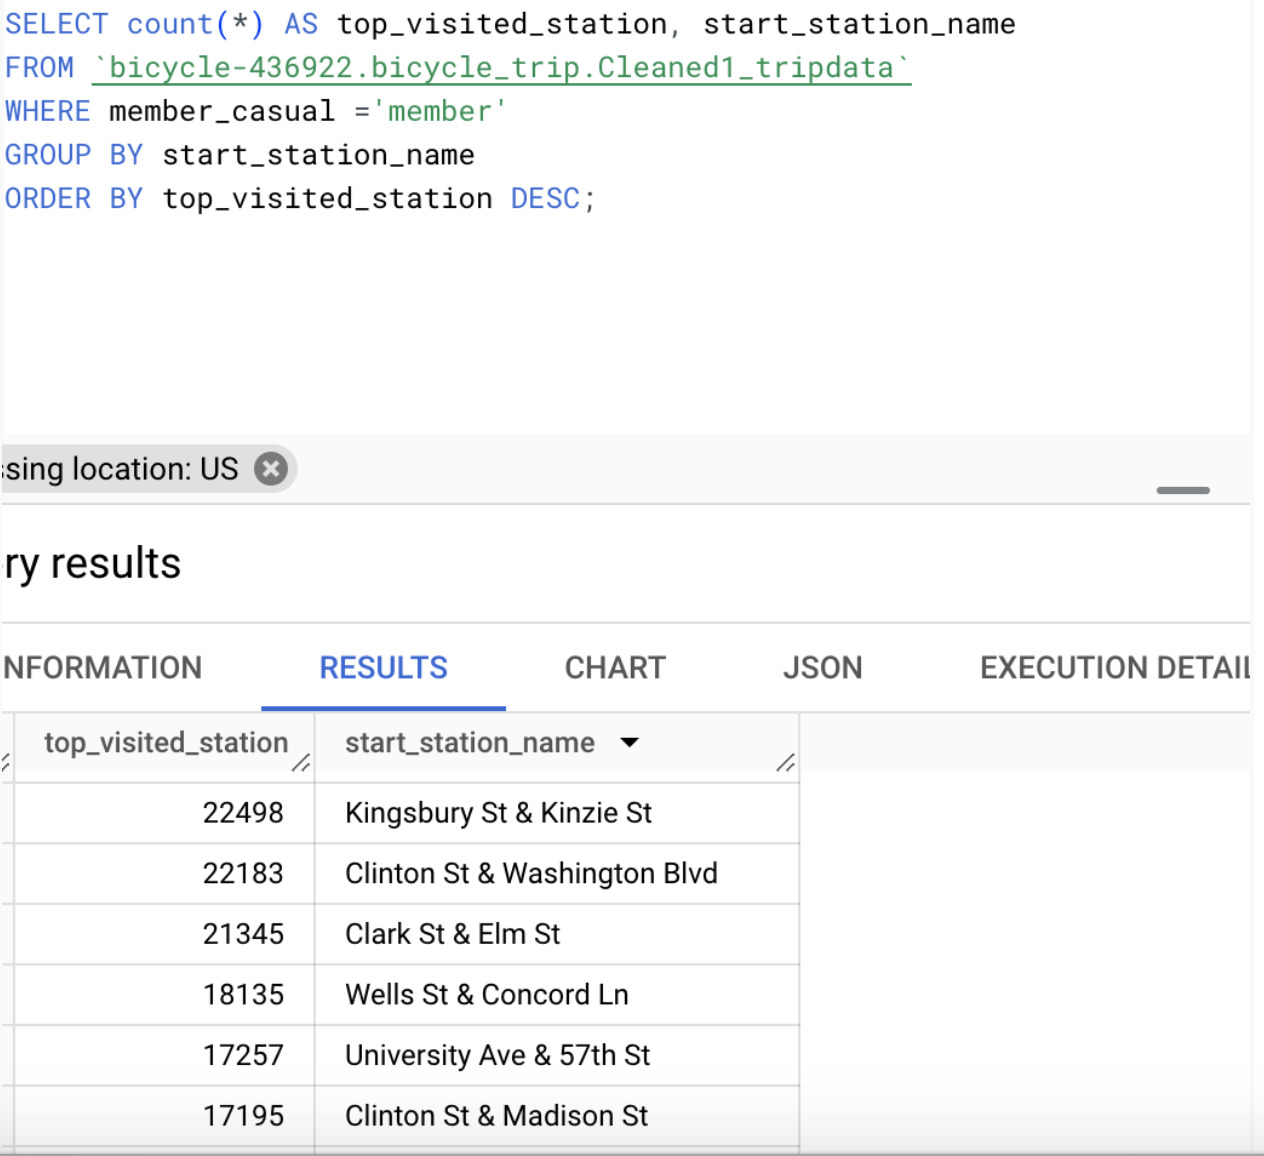 SELECT count(*) AS top_visited_station, start_station_name
FROM `bicycle-436922.bicycle_trip.Cleaned1_tripdata`
WHERE member_casual ='member'
GROUP BY start_station_name
ORDER BY top_visited_station DESC;
ssing location: US
ry results
NFORMATION RESULTS CHART JSON EXECUTION DETAIL
top_visited_station start_station_name
22498 Kingsbury St & Kinzie St
22183 Clinton St & Washington Blvd
21345 Clark St & Elm St
18135 Wells St & Concord Ln
17257 University Ave & 57th St
17195 Clinton St & Madison St